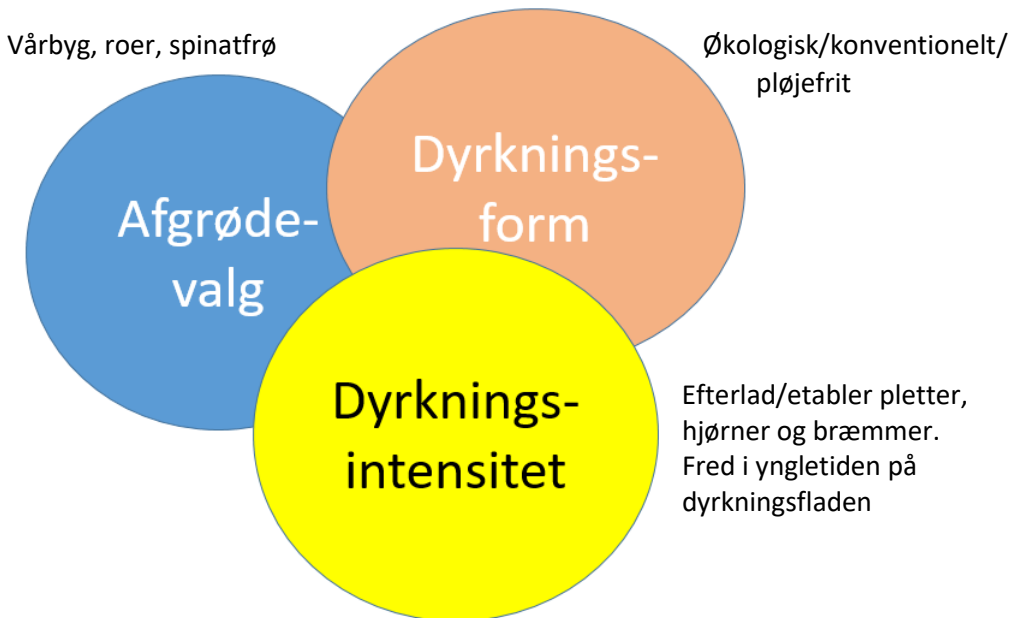 Vårbyg, roer, spinatfrø
Økologisk/konventionelt/
pløjefrit
Afgrøde-
valg
Dyrknings-
form
Dyrknings-
intensitet
Efterlad/etabler pletter,
hjørner og bræmmer.
Fred i yngletiden på
dyrkningsfladen